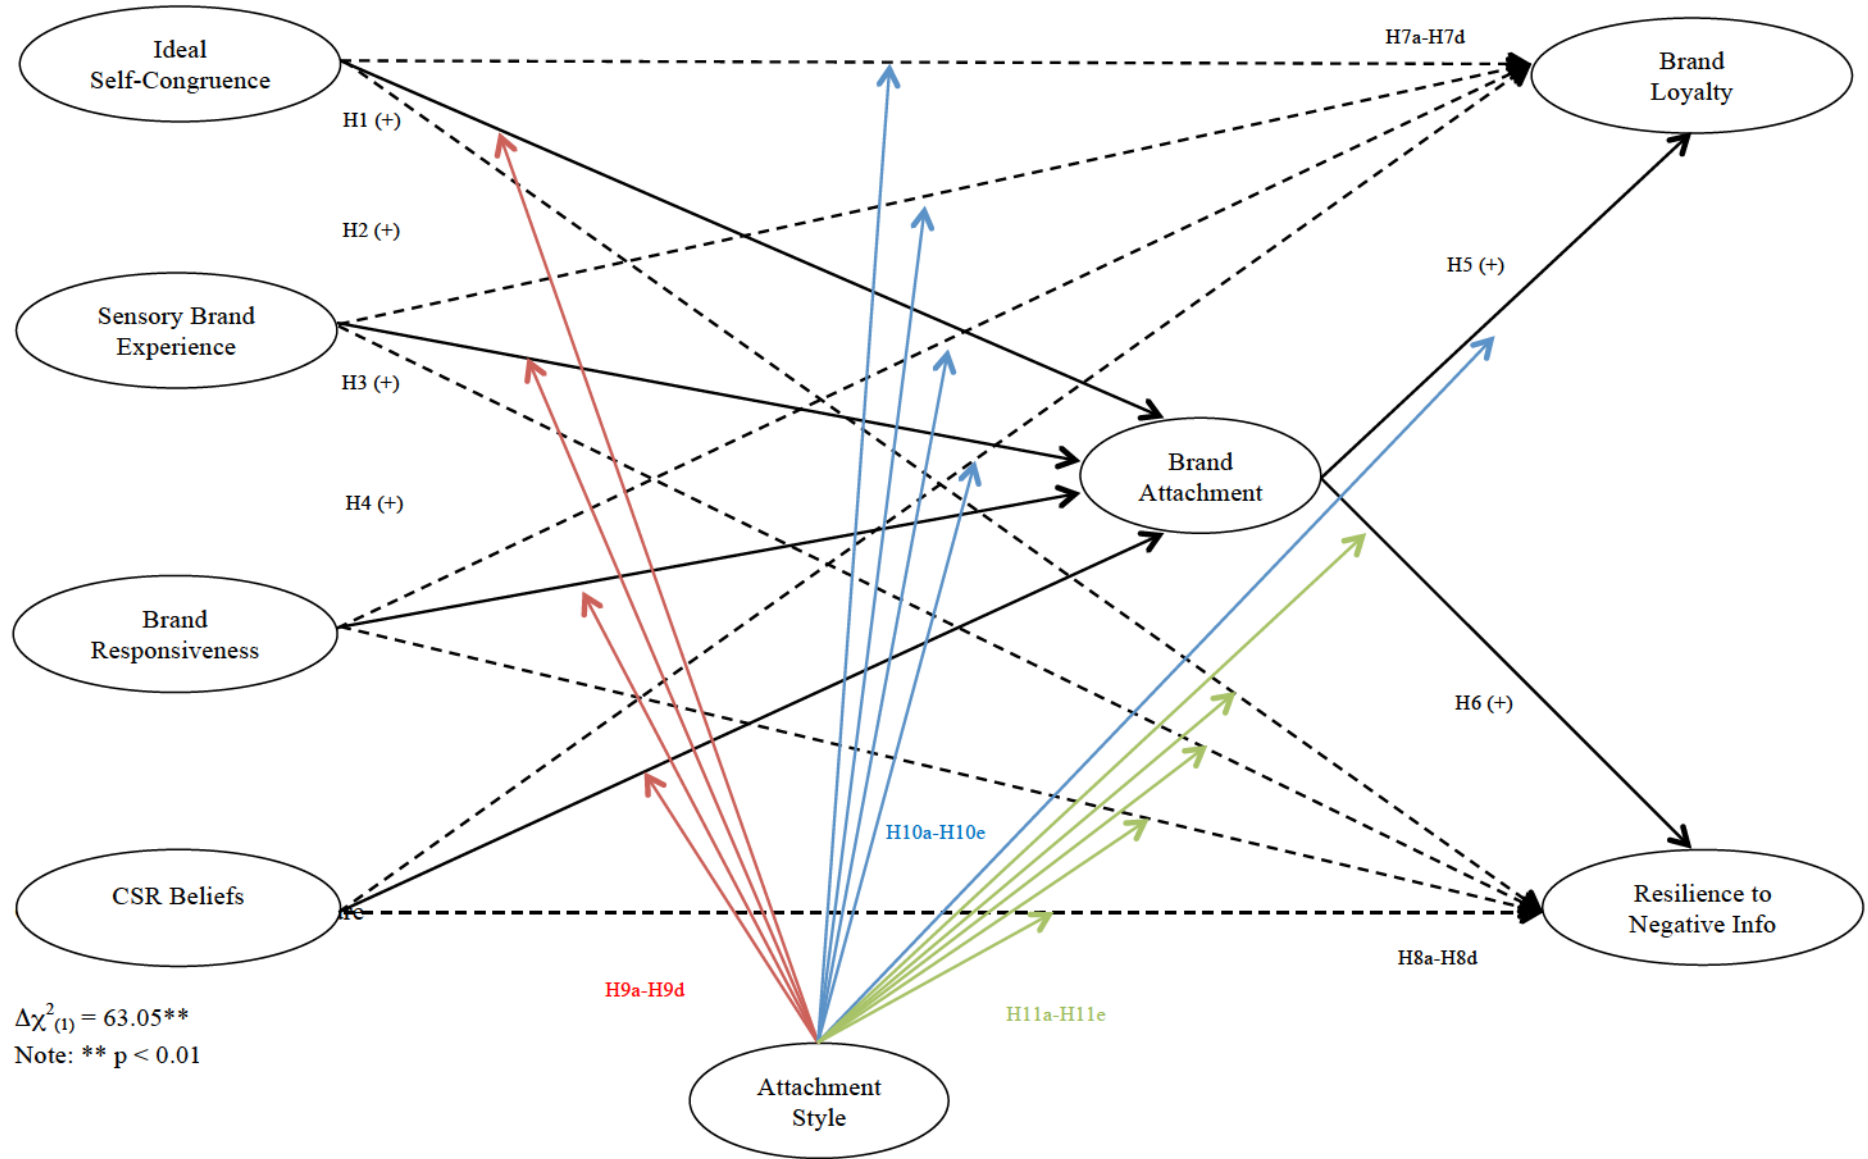 Ideal
Self-Congruence
H7a-H7d
Brand
Loyalty
H1 (+)
H2 (+)
H5 (+)
Sensory Brand
Experience
H3 (+)
Brand
Attachment
H4 (+)
Brand
Responsiveness
H6 (+)
H10a-H10e
CSR Beliefs
Resilience to
Negative Info
H8a-H8d
H9a-H9d
H11a-H11e
Δχ²₍₁₎ = 63.05**
Note: ** p < 0.01
Attachment
Style